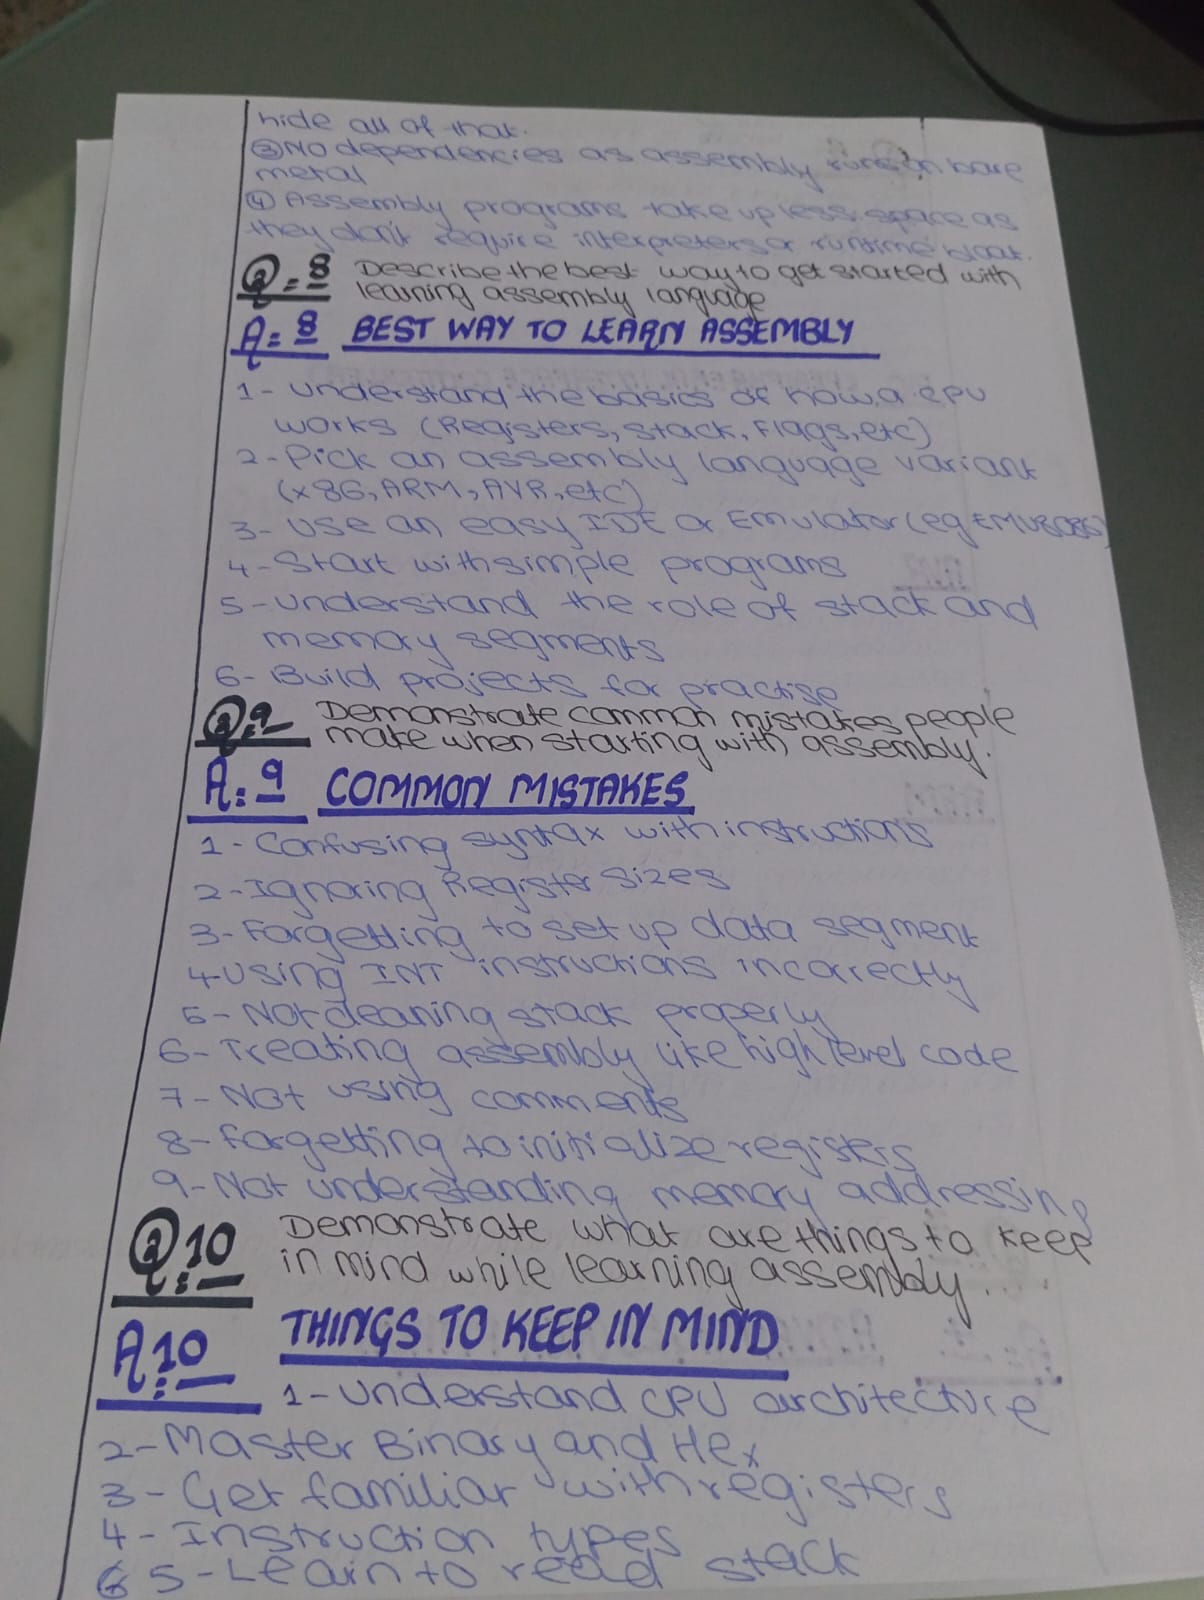 hide all of that.
③ No dependencies as assembly runs on bare
metal
④ Assembly programs take up less space as
they don't require interpreters or runtime bloat.
Q=8 Describe the best way to get started with
learning assembly language
A=8 BEST WAY TO LEARN ASSEMBLY
1- Understand the basics of how a CPU
works (Registers, Stack, Flags, etc)
2- Pick an assembly language variant
(x86, ARM, AVR, etc)
3- Use an easy IDE or Emulator (eg EMU8086)
4- Start with simple programs
5- Understand the role of stack and
memory segments
6- Build projects for practise
Q:9 Demonstrate common mistakes people
make when starting with assembly.
A:9 COMMON MISTAKES
1- Confusing syntax with instructions
2- Ignoring Register Sizes
3- Forgetting to set up data segment
4- Using INT instructions incorrectly
5- Not cleaning stack properly
6- Treating assembly like high level code
7- Not using comments
8- Forgetting to initialize registers
9- Not understanding memory addressing
Q:10 Demonstrate what are things to keep
in mind while learning assembly.
A:10 THINGS TO KEEP IN MIND
1- Understand CPU architecture
2- Master Binary and Hex
3- Get familiar with registers
4- Instruction types
5- Learn to read stack